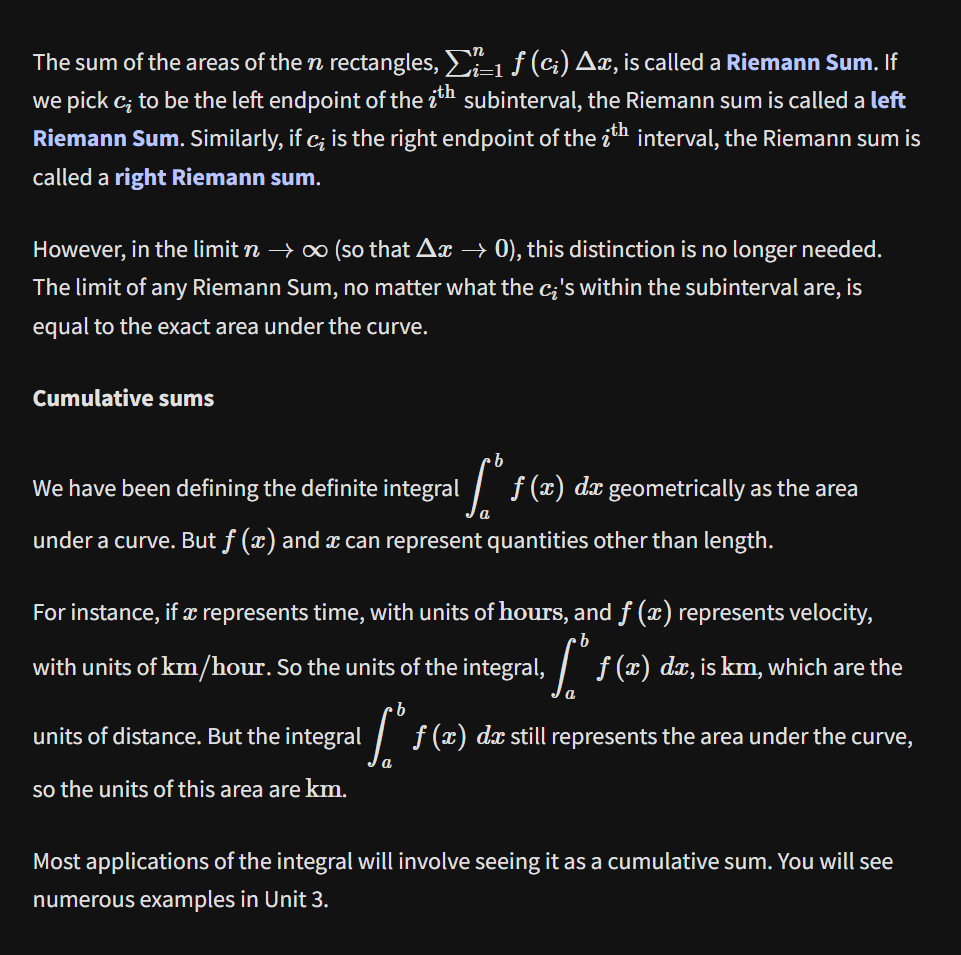 The sum of the areas of the n rectangles, ∑ⁿᵢ₌₁ f (cᵢ) Δx, is called a Riemann Sum. If
we pick cᵢ to be the left endpoint of the iᵗʰ subinterval, the Riemann sum is called a left
Riemann Sum. Similarly, if cᵢ is the right endpoint of the iᵗʰ interval, the Riemann sum is
called a right Riemann sum.
However, in the limit n → ∞ (so that Δx → 0), this distinction is no longer needed.
The limit of any Riemann Sum, no matter what the cᵢ's within the subinterval are, is
equal to the exact area under the curve.
Cumulative sums
We have been defining the definite integral ∫ₐᵇ f (x) dx geometrically as the area
under a curve. But f (x) and x can represent quantities other than length.
For instance, if x represents time, with units of hours, and f (x) represents velocity,
with units of km/hour. So the units of the integral, ∫ₐᵇ f (x) dx, is km, which are the
units of distance. But the integral ∫ₐᵇ f (x) dx still represents the area under the curve,
so the units of this area are km.
Most applications of the integral will involve seeing it as a cumulative sum. You will see
numerous examples in Unit 3.